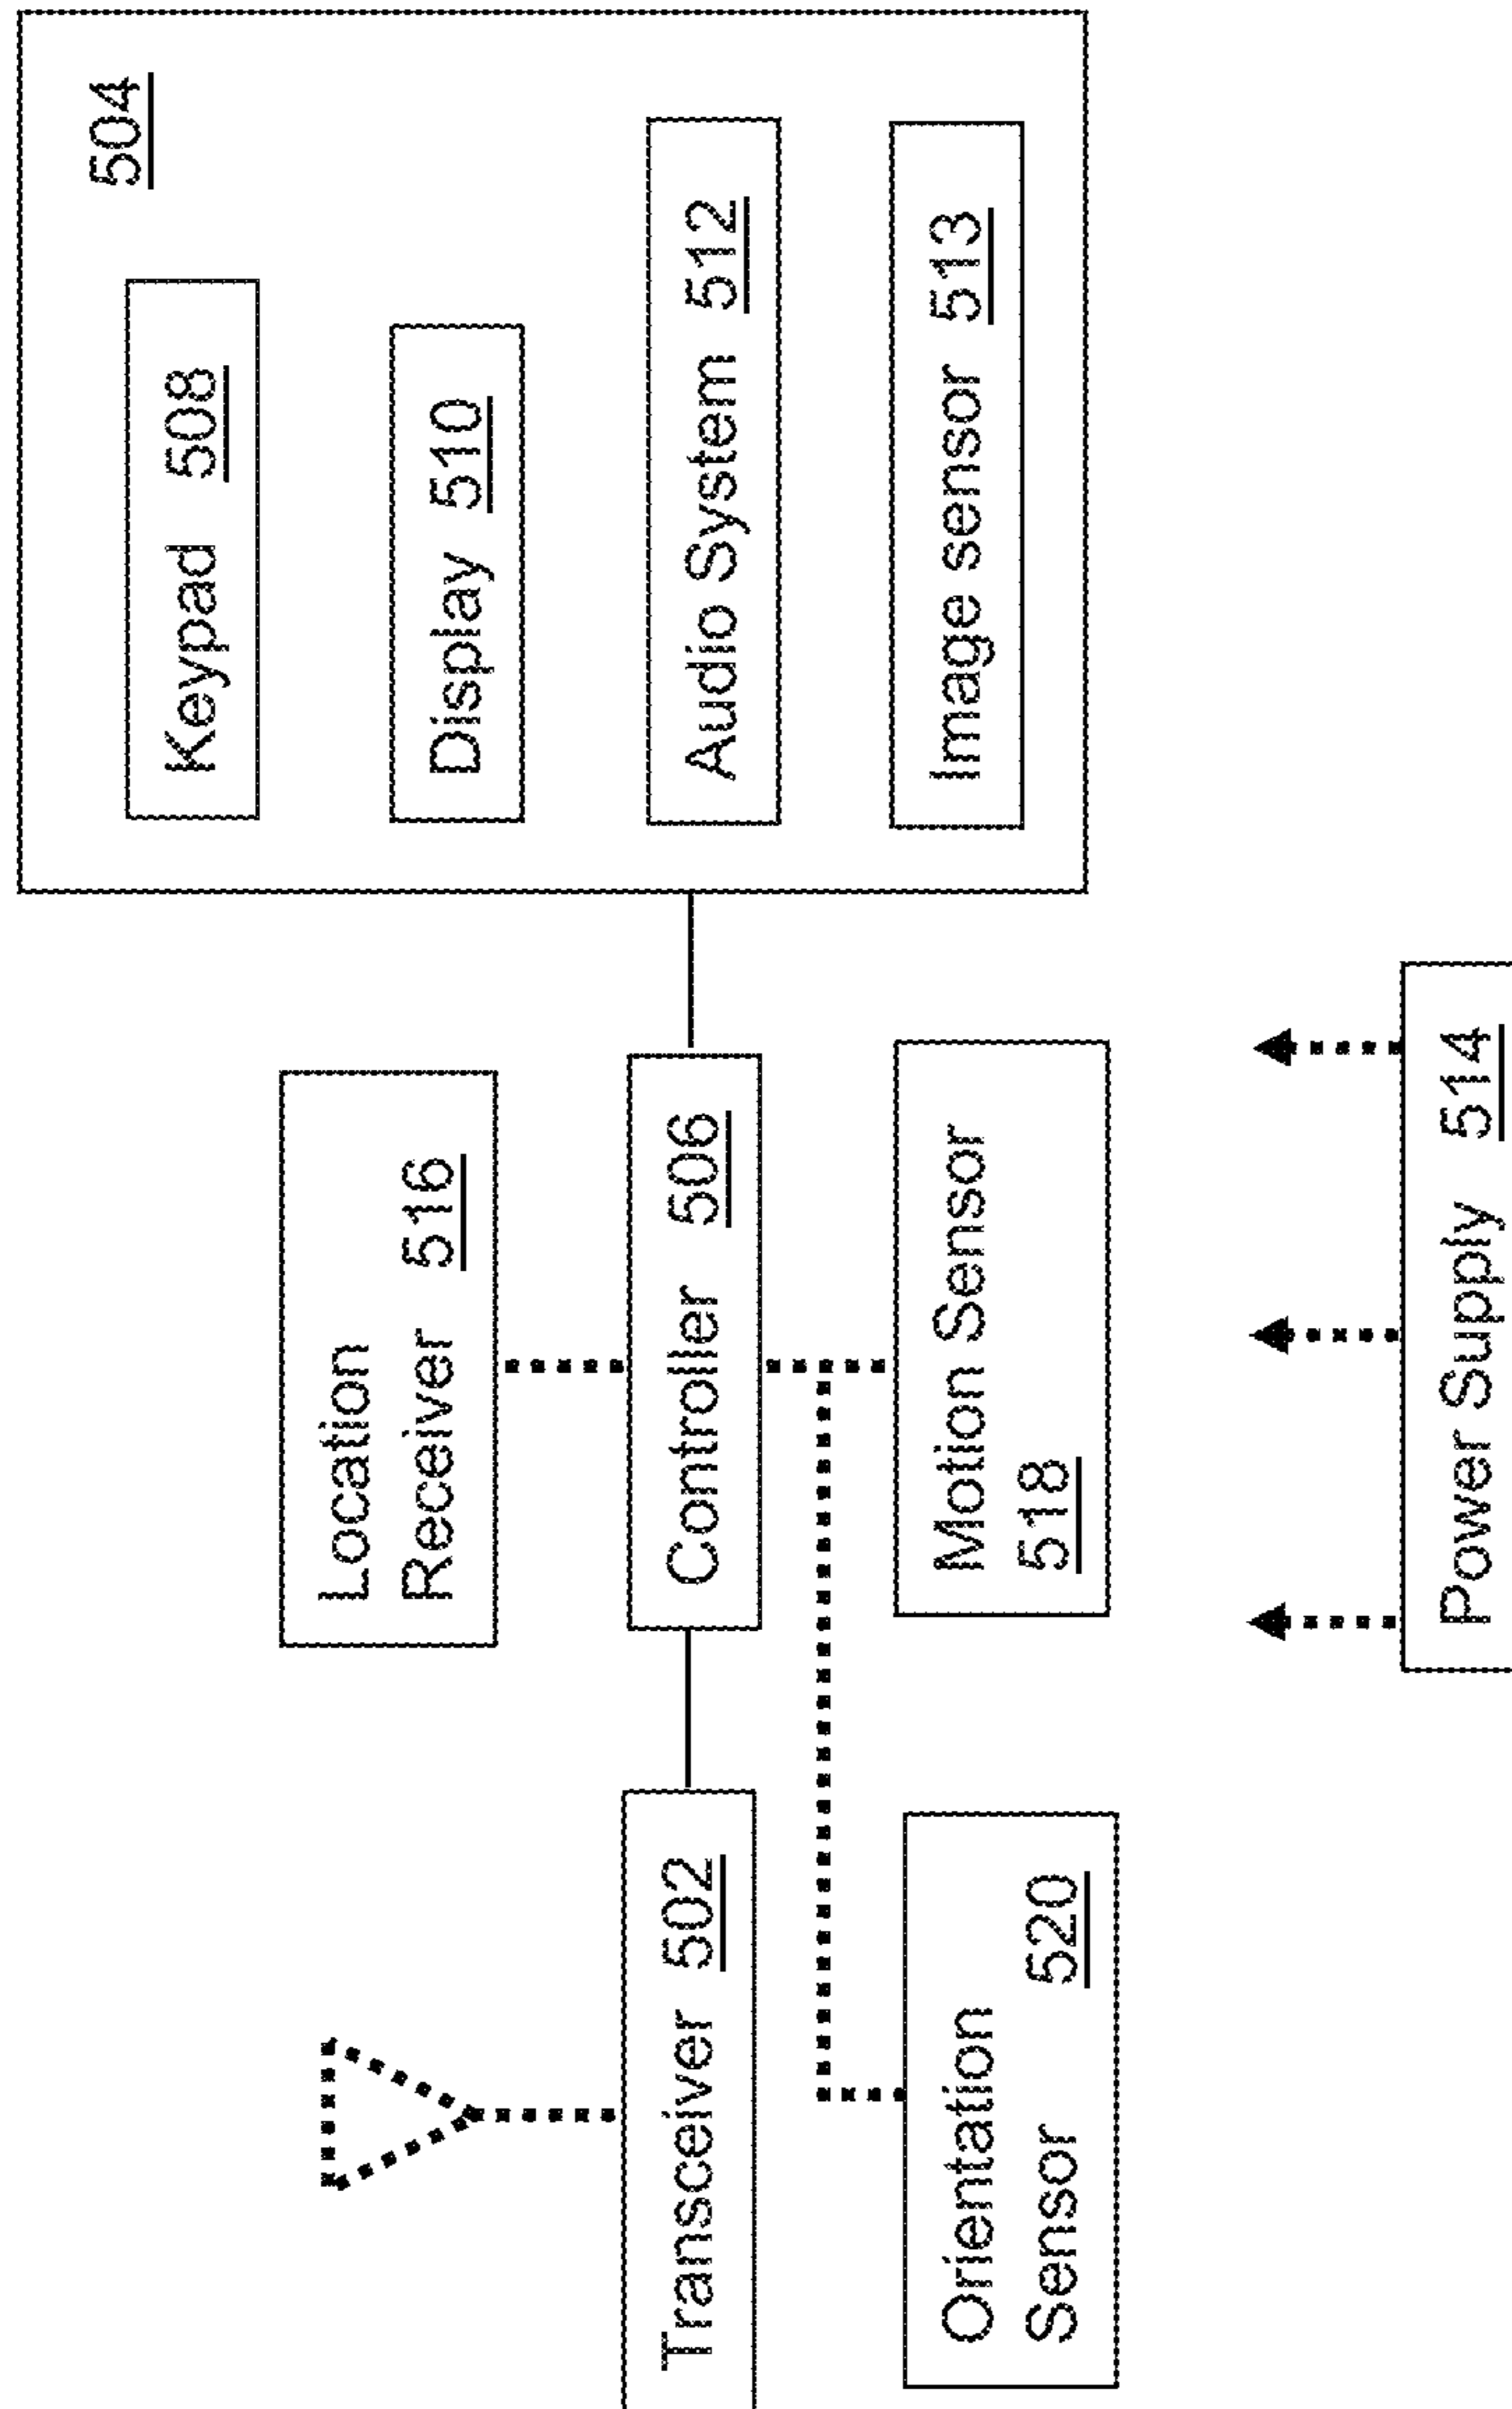 504
Keypad 508
Display 510
Audio System 512
Image sensor 513
Location
Receiver 516
Controller 506
Motion Sensor
518
Transceiver 502
Orientation
Sensor 520
Power Supply 514